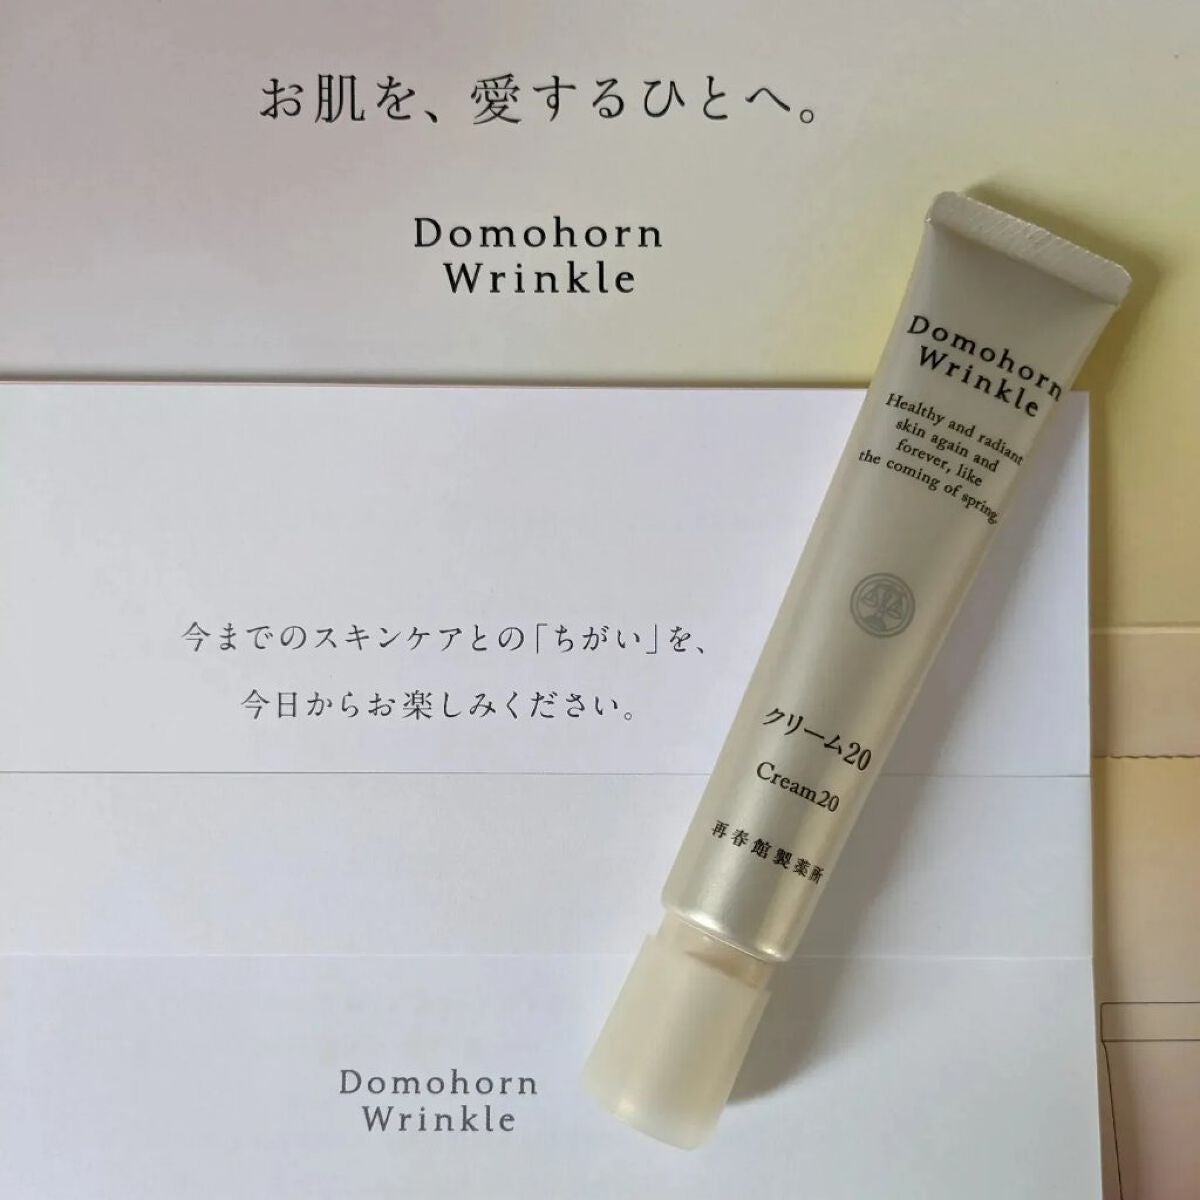 お肌を、愛するひとへ。
Domohorn
Wrinkle
今までのスキンケアとの「ちがい」を、
今日からお楽しみください。
Domohorn
Wrinkle
Domohorn
Wrinkle
Healthy and radiant
skin again and
forever, like
the coming of spring.
クリーム20
Cream20
再春館製薬所